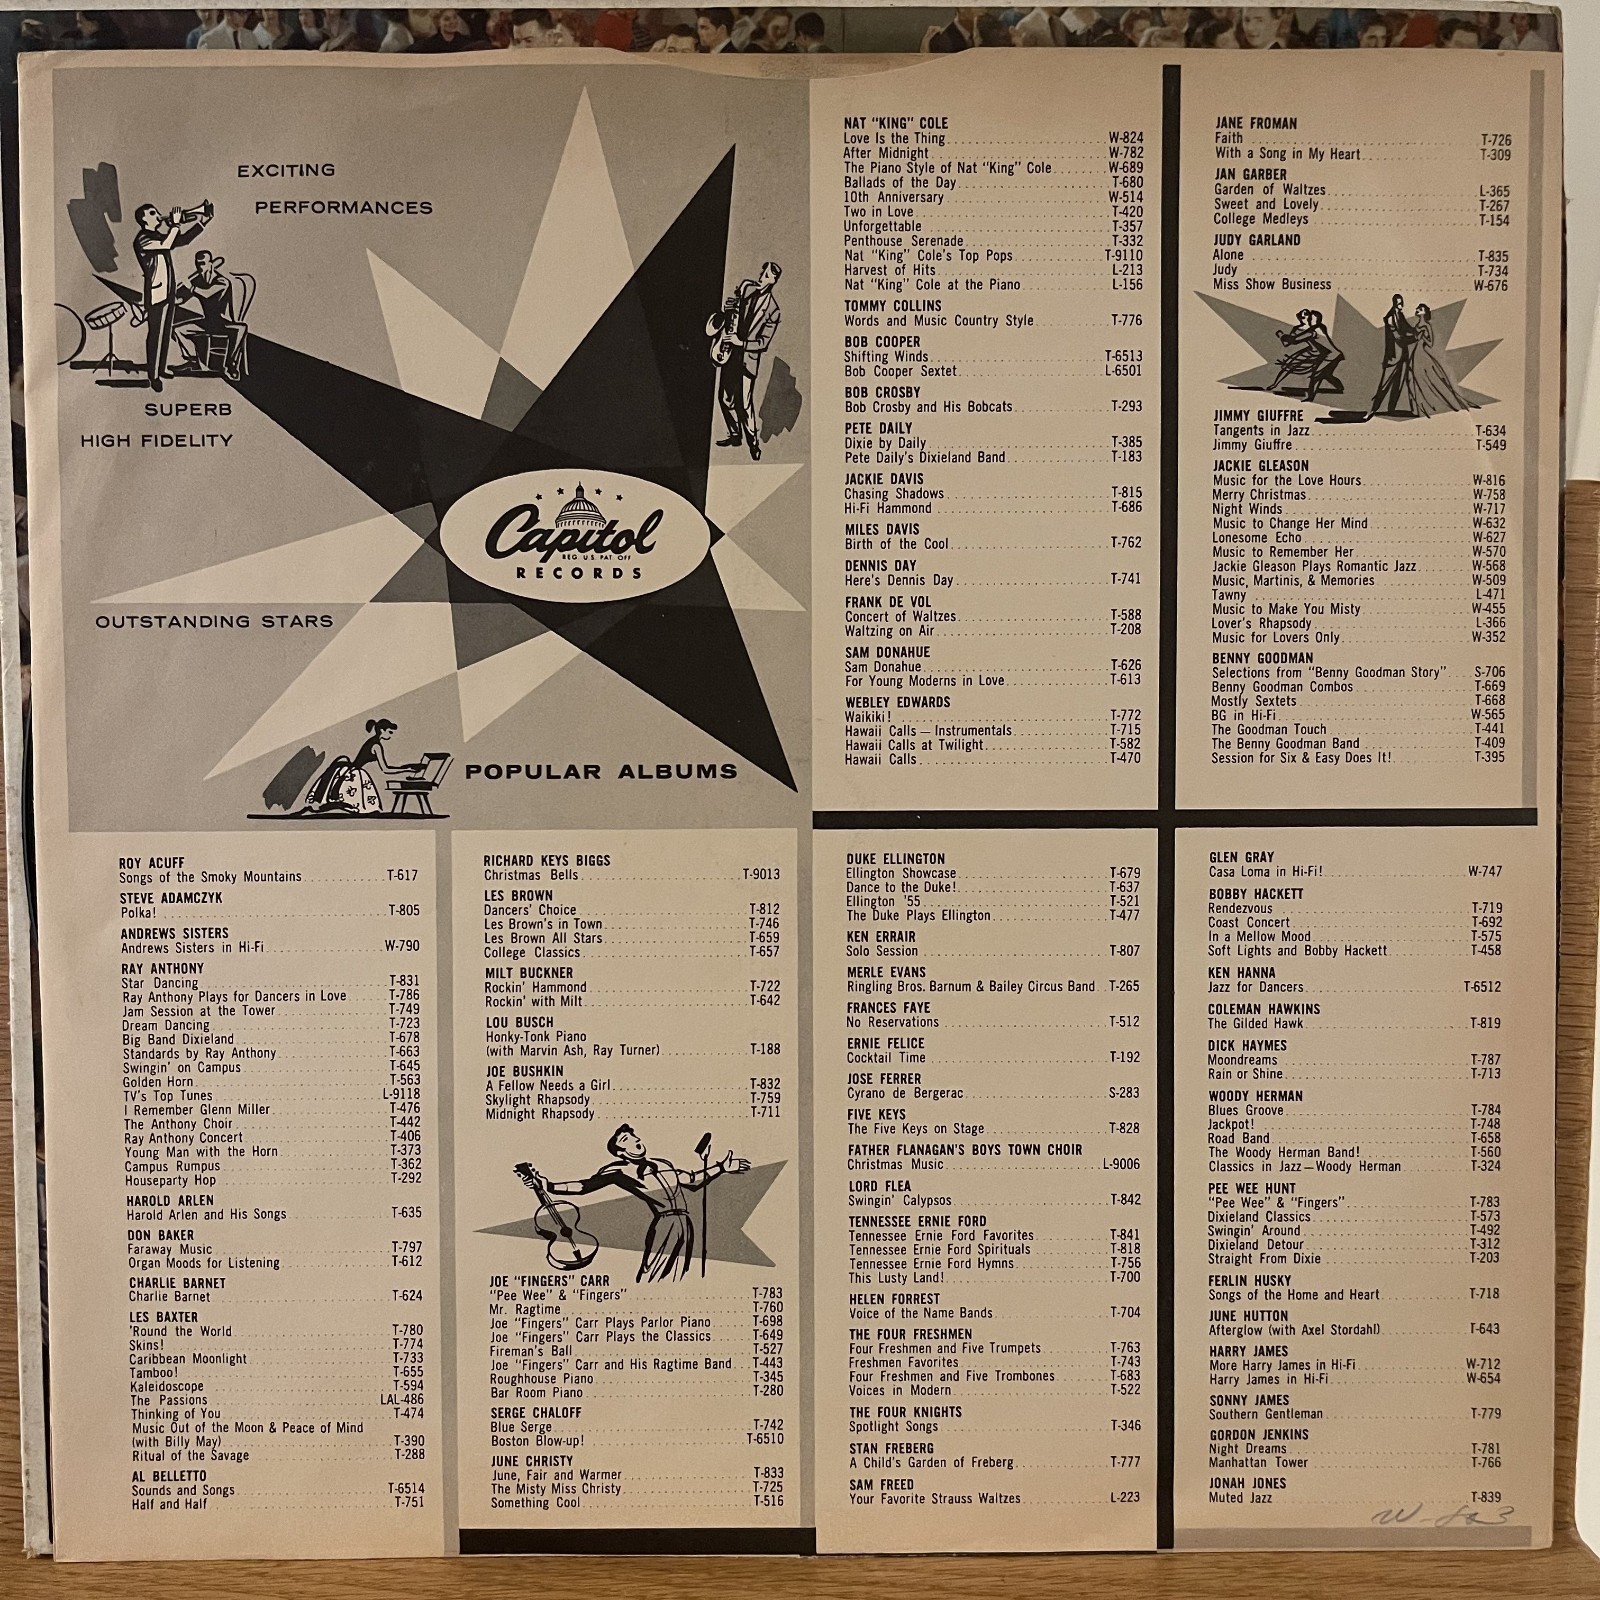 EXCITING
PERFORMANCES
SUPERB
HIGH FIDELITY
Capitol
REG. U.S. PAT. OFF.
RECORDS
OUTSTANDING STARS
POPULAR ALBUMS
ROY ACUFF
Songs of the Smoky Mountains T-617
STEVE ADAMCZYK
Polka! T-805
ANDREWS SISTERS
Andrews Sisters in Hi-Fi W-790
RAY ANTHONY
Star Dancing T-831
Ray Anthony Plays for Dancers in Love T-786
Jam Session at the Tower T-749
Dream Dancing T-723
Big Band Dixieland T-678
Standards by Ray Anthony T-663
Swingin' on Campus T-645
Golden Horn T-563
TV's Top Tunes L-9118
I Remember Glenn Miller T-476
The Anthony Choir T-442
Ray Anthony Concert T-406
Young Man with the Horn T-373
Campus Rumpus T-362
Houseparty Hop T-292
HAROLD ARLEN
Harold Arlen and His Songs T-635
DON BAKER
Faraway Music T-797
Organ Moods for Listening T-612
CHARLIE BARNET
Charlie Barnet T-624
LES BAXTER
'Round the World T-780
Skins! T-774
Caribbean Moonlight T-733
Tamboo! T-655
Kaleidoscope T-594
The Passions LAL-486
Thinking of You T-474
Music Out of the Moon & Peace of Mind
(with Billy May) T-390
Ritual of the Savage T-288
AL BELLETTO
Sounds and Songs T-6514
Half and Half T-751
RICHARD KEYS BIGGS
Christmas Bells T-9013
LES BROWN
Dancers' Choice T-812
Les Brown's in Town T-746
Les Brown All Stars T-659
College Classics T-657
MILT BUCKNER
Rockin' Hammond T-722
Rockin' with Milt T-642
LOU BUSCH
Honky-Tonk Piano
(with Marvin Ash, Ray Turner) T-188
JOE BUSHKIN
A Fellow Needs a Girl T-832
Skylight Rhapsody T-759
Midnight Rhapsody T-711
JOE "FINGERS" CARR
"Pee Wee" & "Fingers" T-783
Mr. Ragtime T-760
Joe "Fingers" Carr Plays Parlor Piano T-698
Joe "Fingers" Carr Plays the Classics T-649
Fireman's Ball T-527
Joe "Fingers" Carr and His Ragtime Band T-443
Roughhouse Piano T-345
Bar Room Piano T-280
SERGE CHALOFF
Blue Serge T-742
Boston Blow-up! T-6510
JUNE CHRISTY
June, Fair and Warmer T-833
The Misty Miss Christy T-725
Something Cool T-516
NAT "KING" COLE
Love Is the Thing W-824
After Midnight W-782
The Piano Style of Nat "King" Cole W-689
Ballads of the Day T-680
10th Anniversary W-514
Two in Love T-420
Unforgettable T-357
Penthouse Serenade T-332
Nat "King" Cole's Top Pops T-9110
Harvest of Hits L-213
Nat "King" Cole at the Piano L-156
TOMMY COLLINS
Words and Music Country Style T-776
BOB COOPER
Shifting Winds T-6513
Bob Cooper Sextet L-6501
BOB CROSBY
Bob Crosby and His Bobcats T-293
PETE DAILY
Dixie by Daily T-385
Pete Daily's Dixieland Band T-183
JACKIE DAVIS
Chasing Shadows T-815
Hi-Fi Hammond T-686
MILES DAVIS
Birth of the Cool T-762
DENNIS DAY
Here's Dennis Day T-741
FRANK DE VOL
Concert of Waltzes T-588
Waltzing on Air T-208
SAM DONAHUE
Sam Donahue T-626
For Young Moderns in Love T-613
WEBLEY EDWARDS
Waikiki! T-772
Hawaii Calls — Instrumentals T-715
Hawaii Calls at Twilight T-582
Hawaii Calls T-470
DUKE ELLINGTON
Ellington Showcase T-679
Dance to the Duke! T-637
Ellington '55 T-521
The Duke Plays Ellington T-477
KEN ERRAIR
Solo Session T-807
MERLE EVANS
Ringling Bros. Barnum & Bailey Circus Band T-265
FRANCES FAYE
No Reservations T-512
ERNIE FELICE
Cocktail Time T-192
JOSE FERRER
Cyrano de Bergerac S-283
FIVE KEYS
The Five Keys on Stage T-828
FATHER FLANAGAN'S BOYS TOWN CHOIR
Christmas Music L-9006
LORD FLEA
Swingin' Calypsos T-842
TENNESSEE ERNIE FORD
Tennessee Ernie Ford Favorites T-841
Tennessee Ernie Ford Spirituals T-818
Tennessee Ernie Ford Hymns T-756
This Lusty Land! T-700
HELEN FORREST
Voice of the Name Bands T-704
THE FOUR FRESHMEN
Four Freshmen and Five Trumpets T-763
Freshmen Favorites T-743
Four Freshmen and Five Trombones T-683
Voices in Modern T-522
THE FOUR KNIGHTS
Spotlight Songs T-346
STAN FREBERG
A Child's Garden of Freberg T-777
SAM FREED
Your Favorite Strauss Waltzes L-223
JANE FROMAN
Faith T-726
With a Song in My Heart T-309
JAN GARBER
Garden of Waltzes L-365
Sweet and Lovely T-267
College Medleys T-154
JUDY GARLAND
Alone T-835
Judy T-734
Miss Show Business W-676
JIMMY GIUFFRE
Tangents in Jazz T-634
Jimmy Giuffre T-549
JACKIE GLEASON
Music for the Love Hours W-816
Merry Christmas W-758
Night Winds W-717
Music to Change Her Mind W-632
Lonesome Echo W-627
Music to Remember Her W-570
Jackie Gleason Plays Romantic Jazz W-568
Music, Martinis, & Memories W-509
Tawny L-471
Music to Make You Misty W-455
Lover's Rhapsody L-366
Music for Lovers Only W-352
BENNY GOODMAN
Selections from "Benny Goodman Story" S-706
Benny Goodman Combos T-669
Mostly Sextets T-668
BG in Hi-Fi W-565
The Goodman Touch T-441
The Benny Goodman Band T-409
Session for Six & Easy Does It! T-395
GLEN GRAY
Casa Loma in Hi-Fi! W-747
BOBBY HACKETT
Rendezvous T-719
Coast Concert T-692
In a Mellow Mood T-575
Soft Lights and Bobby Hackett T-458
KEN HANNA
Jazz for Dancers T-6512
COLEMAN HAWKINS
The Gilded Hawk T-819
DICK HAYMES
Moondreams T-787
Rain or Shine T-713
WOODY HERMAN
Blues Groove T-784
Jackpot! T-748
Road Band T-658
The Woody Herman Band! T-560
Classics in Jazz—Woody Herman T-324
PEE WEE HUNT
"Pee Wee" & "Fingers" T-783
Dixieland Classics T-573
Swingin' Around T-492
Dixieland Detour T-312
Straight From Dixie T-203
FERLIN HUSKY
Songs of the Home and Heart T-718
JUNE HUTTON
Afterglow (with Axel Stordahl) T-643
HARRY JAMES
More Harry James in Hi-Fi W-712
Harry James in Hi-Fi W-654
SONNY JAMES
Southern Gentleman T-779
GORDON JENKINS
Night Dreams T-781
Manhattan Tower T-766
JONAH JONES
Muted Jazz T-839